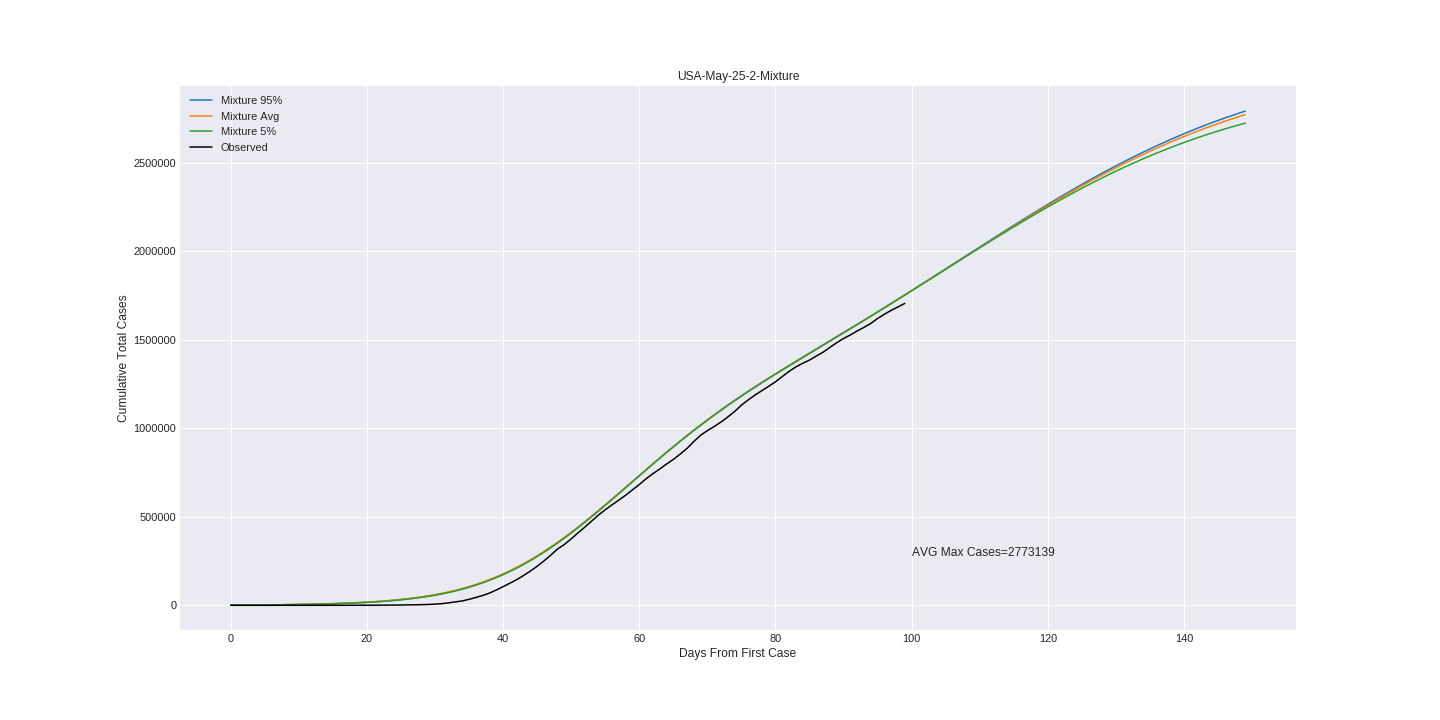 USA-May-25-2-Mixture
Mixture 95%
Mixture Avg
Mixture 5%
Observed
2500000
2000000
1500000
1000000
500000
0
Cumulative Total Cases
AVG Max Cases=2773139
0 20 40 60 80 100 120 140
Days From First Case